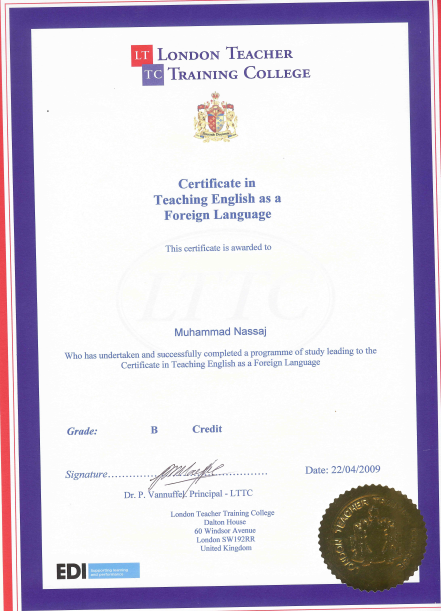 LT LONDON TEACHER
TC TRAINING COLLEGE
Certificate in
Teaching English as a
Foreign Language
This certificate is awarded to
LTTC
Muhammad Nassaj
Who has undertaken and successfully completed a programme of study leading to the
Certificate in Teaching English as a Foreign Language
Grade: B Credit
Signature............................................... Date: 22/04/2009
Dr. P. Vannuffel, Principal - LTTC
London Teacher Training College
Dalton House
60 Windsor Avenue
London SW192RR
United Kingdom
LONDON TEACHER
EDI